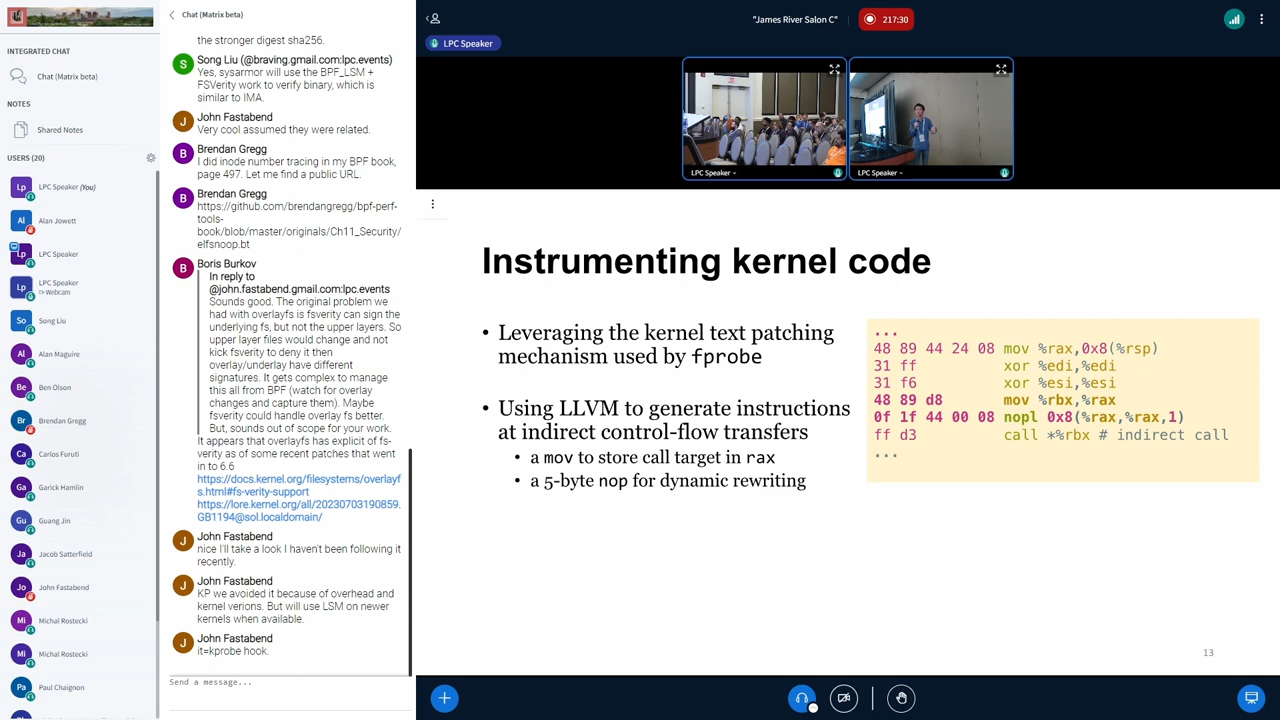 INTEGRATED CHAT
Chat (Matrix beta)
NOTES
Shared Notes
USERS (20)
Lp LPC Speaker (You)
Al Alan Jowett
Lp LPC Speaker
Lp LPC Speaker
Webcam
So Song Liu
Al Alan Maguire
Be Ben Olson
Br Brendan Gregg
Ca Carlos Furuti
Ga Garick Hamlin
Gu Guang Jin
Ja Jacob Satterfield
Jo John Fastabend
Mi Michal Rostecki
Mi Michal Rostecki
Pa Paul Chaignon
Chat (Matrix beta)
the stronger digest sha256.
S Song Liu (@braving.gmail.com:lpc.events)
Yes, sysarmor will use the BPF_LSM +
FSVerity work to verify binary, which is
similar to IMA.
J John Fastabend
Very cool assumed they were related.
B Brendan Gregg
I did inode number tracing in my BPF book,
page 497. Let me find a public URL.
B Brendan Gregg
https://github.com/brendangregg/bpf-perf-
tools-
book/blob/master/originals/Ch11_Security/
elfsnoop.bt
B Boris Burkov
In reply to
@john.fastabend.gmail.com:lpc.events
Sounds good. The original problem we
had with overlayfs is fsverity can sign the
underlying fs, but not the upper layers. So
upper layer files would change and not
kick fsverity to deny it then
overlay/underlay have different
signatures. It gets complex to manage
this all from BPF (watch for overlay
changes and capture them). Maybe
fsverity could handle overlay fs better.
But, sounds out of scope for your work.
It appears that overlayfs has explicit of fs-
verity as of some recent patches that went
in to 6.6
https://docs.kernel.org/filesystems/overlayf
s.html#fs-verity-support
https://lore.kernel.org/all/20230703190859.
GB1194@sol.localdomain/
J John Fastabend
nice I'll take a look I haven't been following it
recently.
J John Fastabend
KP we avoided it because of overhead and
kernel verions. But will use LSM on newer
kernels when available.
J John Fastabend
it=kprobe hook.
Send a message...
"James River Salon C"
217:30
LPC Speaker
LPC Speaker
LPC Speaker
Instrumenting kernel code
• Leveraging the kernel text patching
mechanism used by fprobe
• Using LLVM to generate instructions
at indirect control-flow transfers
• a mov to store call target in rax
• a 5-byte nop for dynamic rewriting
...
48 89 44 24 08 mov %rax,0x8(%rsp)
31 ff xor %edi,%edi
31 f6 xor %esi,%esi
48 89 d8 mov %rbx,%rax
0f 1f 44 00 08 nopl 0x8(%rax,%rax,1)
ff d3 call *%rbx # indirect call
...
13